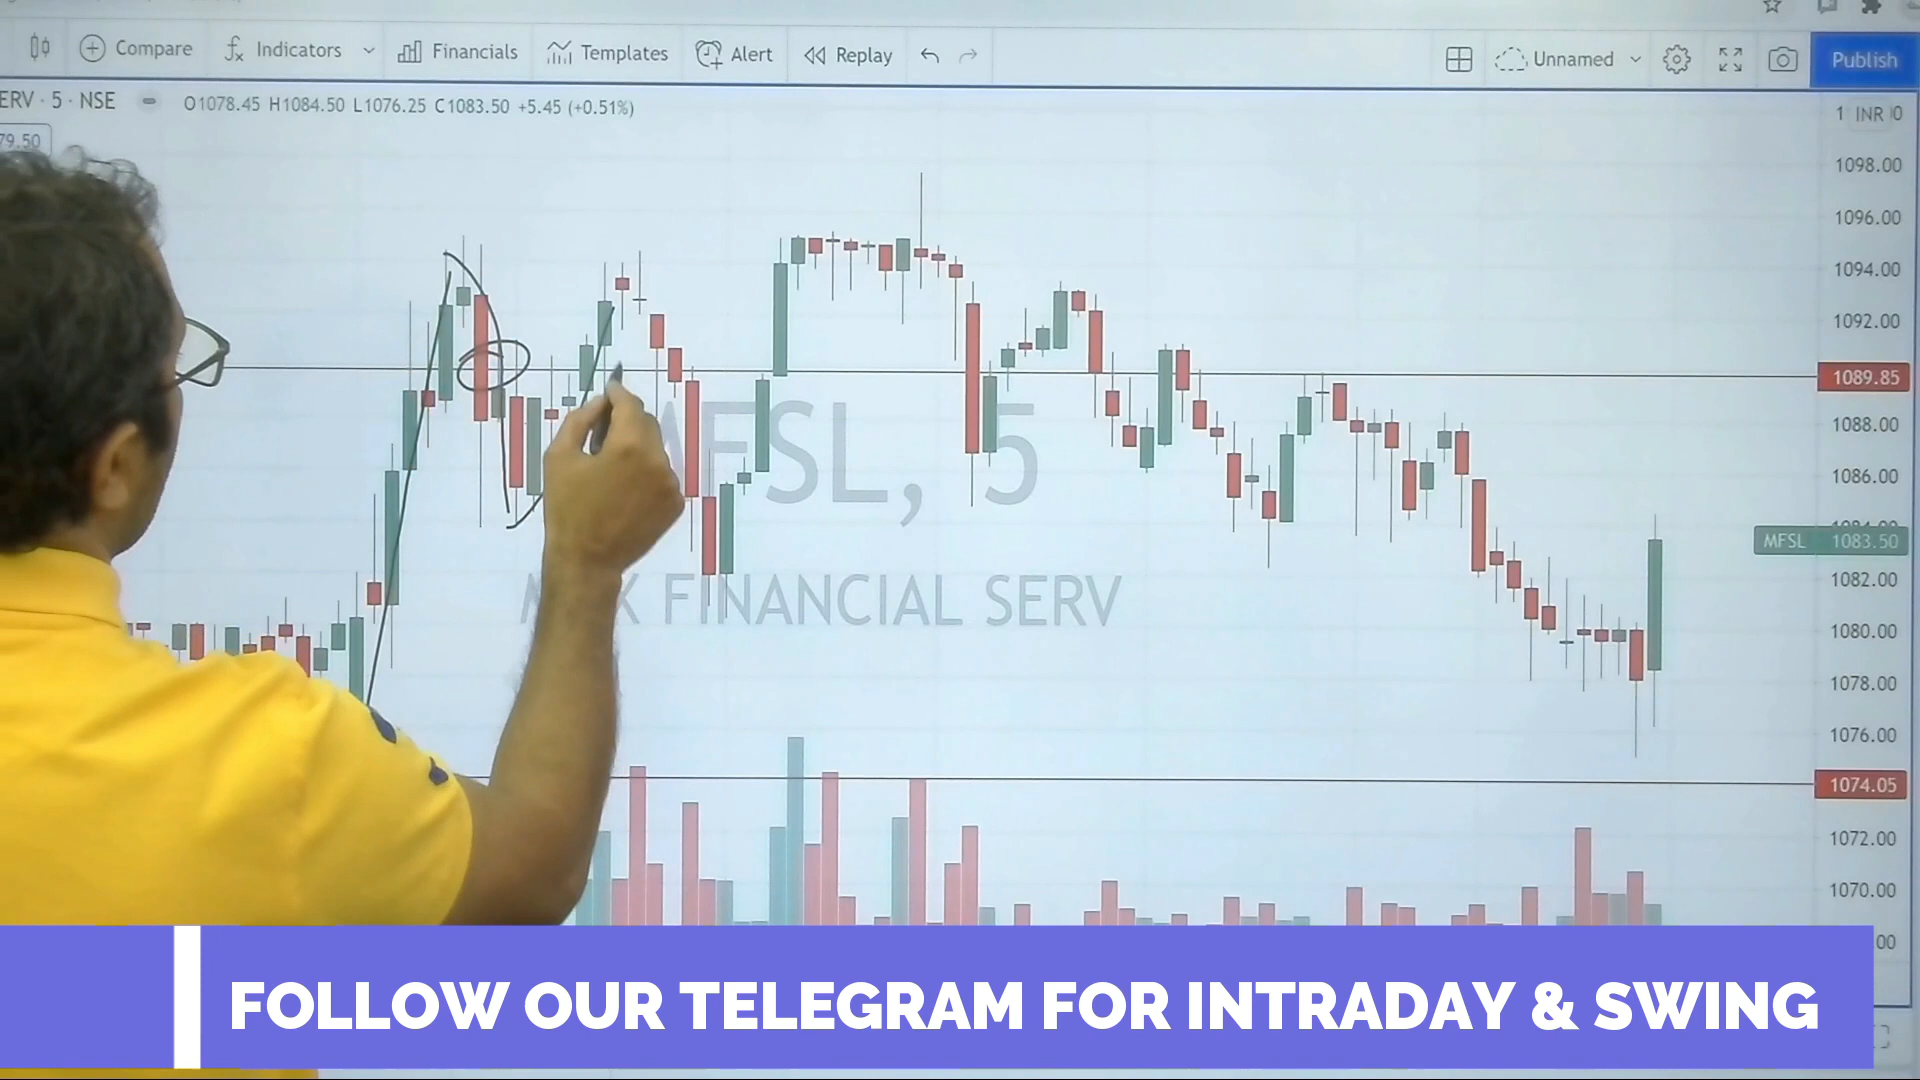 Compare
Indicators
Financials
Templates
Alert
Replay
Unnamed
Publish
ERV · 5 · NSE
O1078.45 H1084.50 L1076.25 C1083.50 +5.45 (+0.51%)
79.50
INR
1098.00
1096.00
1094.00
1092.00
1089.85
1088.00
1086.00
MFSL 1083.50
1082.00
1080.00
1078.00
1076.00
1074.05
1072.00
1070.00
MFSL, 5
FINANCIAL SERV
FOLLOW OUR TELEGRAM FOR INTRADAY & SWING